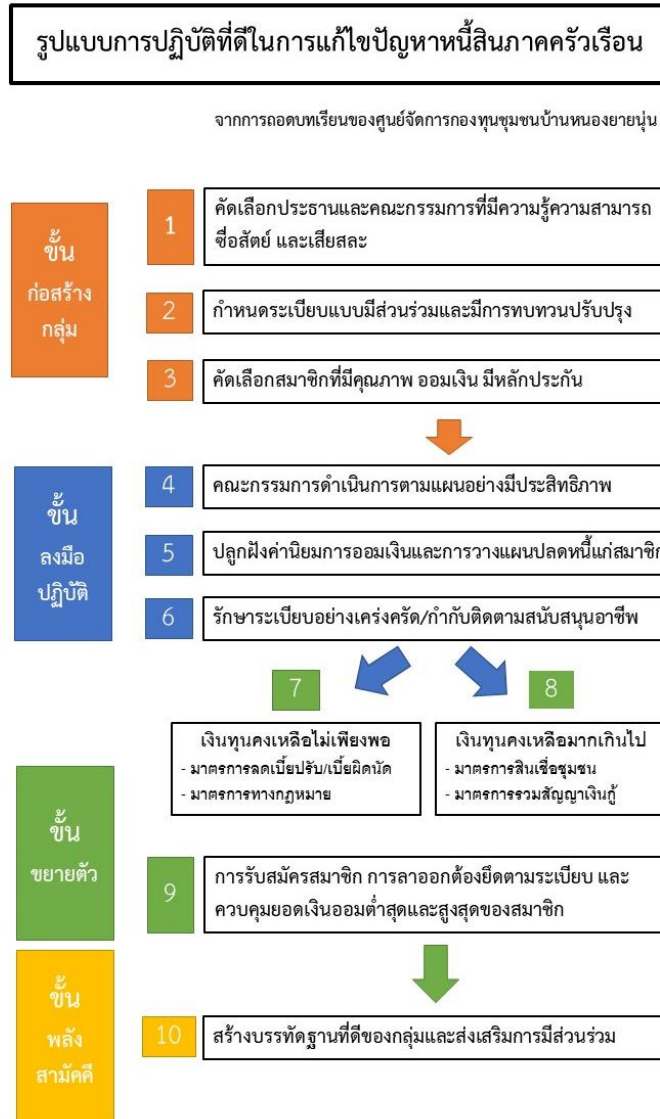 รูปแบบการปฏิบัติที่ดีในการแก้ไขปัญหาหนี้สินภาคครัวเรือน
จากการถอดบทเรียนของศูนย์จัดการกองทุนชุมชนบ้านหนองยายนุ่น
ขั้น
ก่อสร้าง
กลุ่ม
1
คัดเลือกประธานและคณะกรรมการที่มีความรู้ความสามารถ
ซื่อสัตย์ และเสียสละ
2
กำหนดระเบียบแบบมีส่วนร่วมและมีการทบทวนปรับปรุง
3
คัดเลือกสมาชิกที่มีคุณภาพ ออมเงิน มีหลักประกัน
ขั้น
ลงมือ
ปฏิบัติ
4
คณะกรรมการดำเนินการตามแผนอย่างมีประสิทธิภาพ
5
ปลูกฝังค่านิยมการออมเงินและการวางแผนปลดหนี้แก่สมาชิก
6
รักษาระเบียบอย่างเคร่งครัด/กำกับติดตามสนับสนุนอาชีพ
7
เงินทุนคงเหลือไม่เพียงพอ
- มาตรการลดเบี้ยปรับ/เบี้ยผิดนัด
- มาตรการทางกฎหมาย
8
เงินทุนคงเหลือมากเกินไป
- มาตรการสินเชื่อชุมชน
- มาตรการรวมสัญญาเงินกู้
ขั้น
ขยายตัว
9
การรับสมัครสมาชิก การลาออกต้องยึดตามระเบียบ และ
ควบคุมยอดเงินออมต่ำสุดและสูงสุดของสมาชิก
ขั้น
พลัง
สามัคคี
10
สร้างบรรทัดฐานที่ดีของกลุ่มและส่งเสริมการมีส่วนร่วม